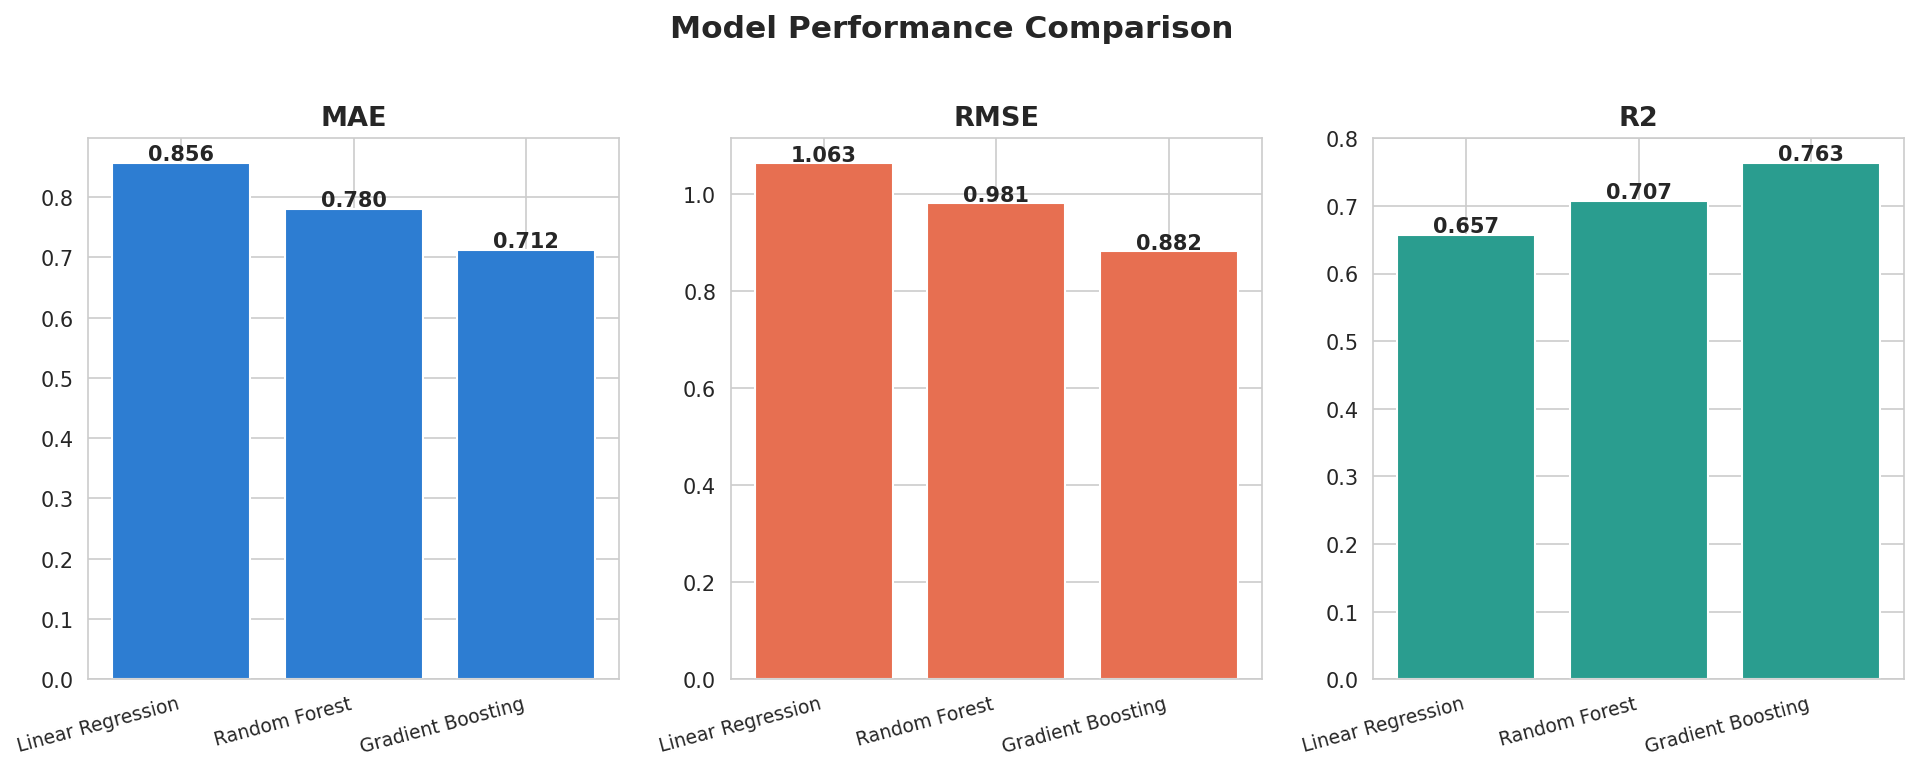 Model Performance Comparison
MAE
0.856
0.780
0.712
0.8
0.7
0.6
0.5
0.4
0.3
0.2
0.1
0.0
Linear Regression
Random Forest
Gradient Boosting
RMSE
1.063
0.981
0.882
1.0
0.8
0.6
0.4
0.2
0.0
Linear Regression
Random Forest
Gradient Boosting
R2
0.657
0.707
0.763
0.8
0.7
0.6
0.5
0.4
0.3
0.2
0.1
0.0
Linear Regression
Random Forest
Gradient Boosting